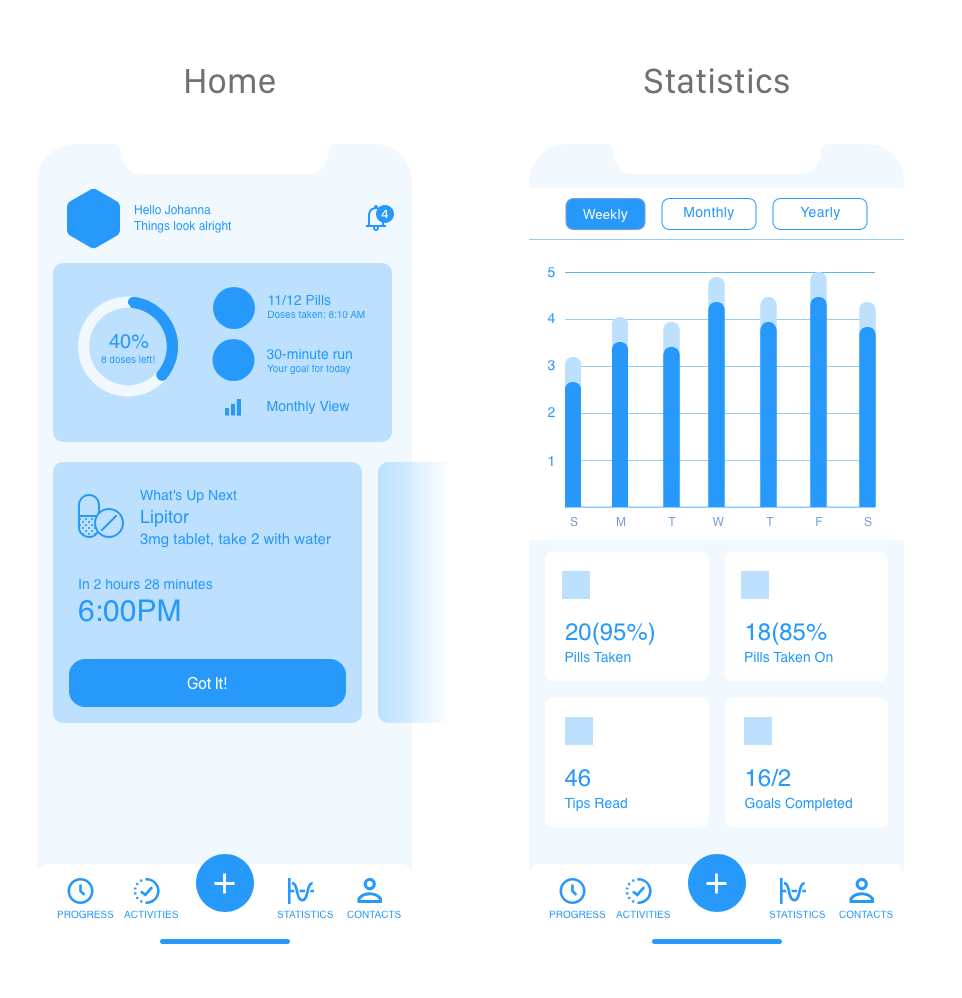 Home
Hello Johanna
Things look alright
4
40%
8 doses left!
11/12 Pills
Doses taken: 8:10 AM
30-minute run
Your goal for today
Monthly View
What's Up Next
Lipitor
3mg tablet, take 2 with water
In 2 hours 28 minutes
6:00PM
Got It!
PROGRESS ACTIVITIES STATISTICS CONTACTS
Statistics
Weekly Monthly Yearly
5
4
3
2
1
S M T W T F S
20(95%)
Pills Taken
18(85%
Pills Taken On
46
Tips Read
16/2
Goals Completed
PROGRESS ACTIVITIES STATISTICS CONTACTS